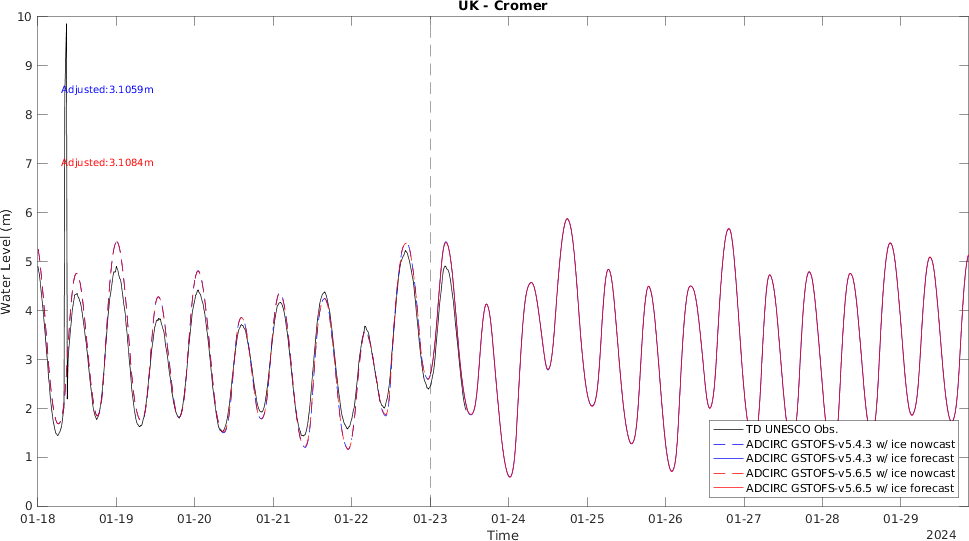 UK - Cromer
10
9
8
7
6
5
4
3
2
1
0
Water Level (m)
Adjusted:3.1059m
Adjusted:3.1084m
TD UNESCO Obs.
ADCIRC GSTOFS-v5.4.3 w/ ice nowcast
ADCIRC GSTOFS-v5.4.3 w/ ice forecast
ADCIRC GSTOFS-v5.6.5 w/ ice nowcast
ADCIRC GSTOFS-v5.6.5 w/ ice forecast
01-18 01-19 01-20 01-21 01-22 01-23 01-24 01-25 01-26 01-27 01-28 01-29
Time
2024